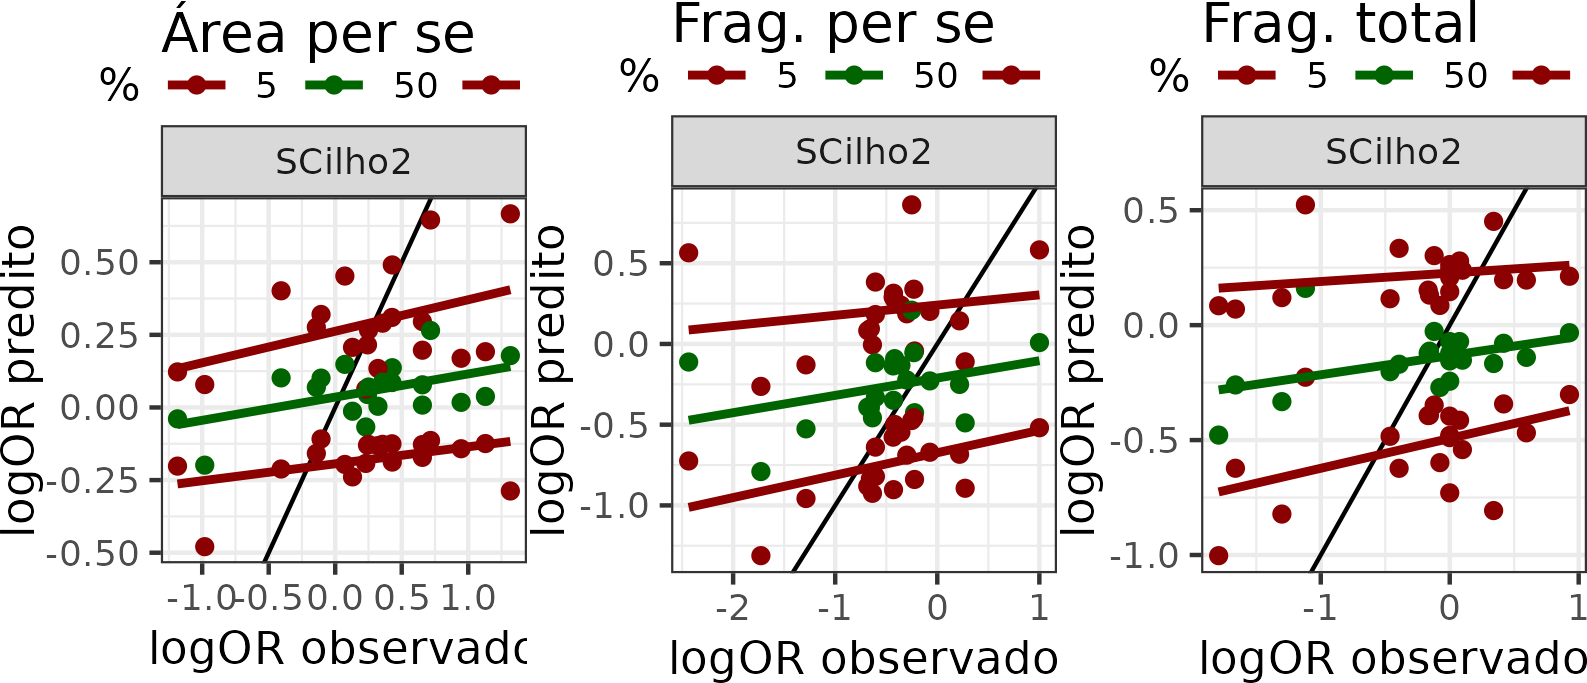 Área per se
% 5 50
SCilho2
logOR predito
0.50
0.25
0.00
-0.25
-0.50
-1.0 -0.5 0.0 0.5 1.0
logOR observado
Frag. per se
% 5 50
SCilho2
logOR predito
0.5
0.0
-0.5
-1.0
-2 -1 0 1
logOR observado
Frag. total
% 5 50
SCilho2
logOR predito
0.5
0.0
-0.5
-1.0
-1 0 1
logOR observado